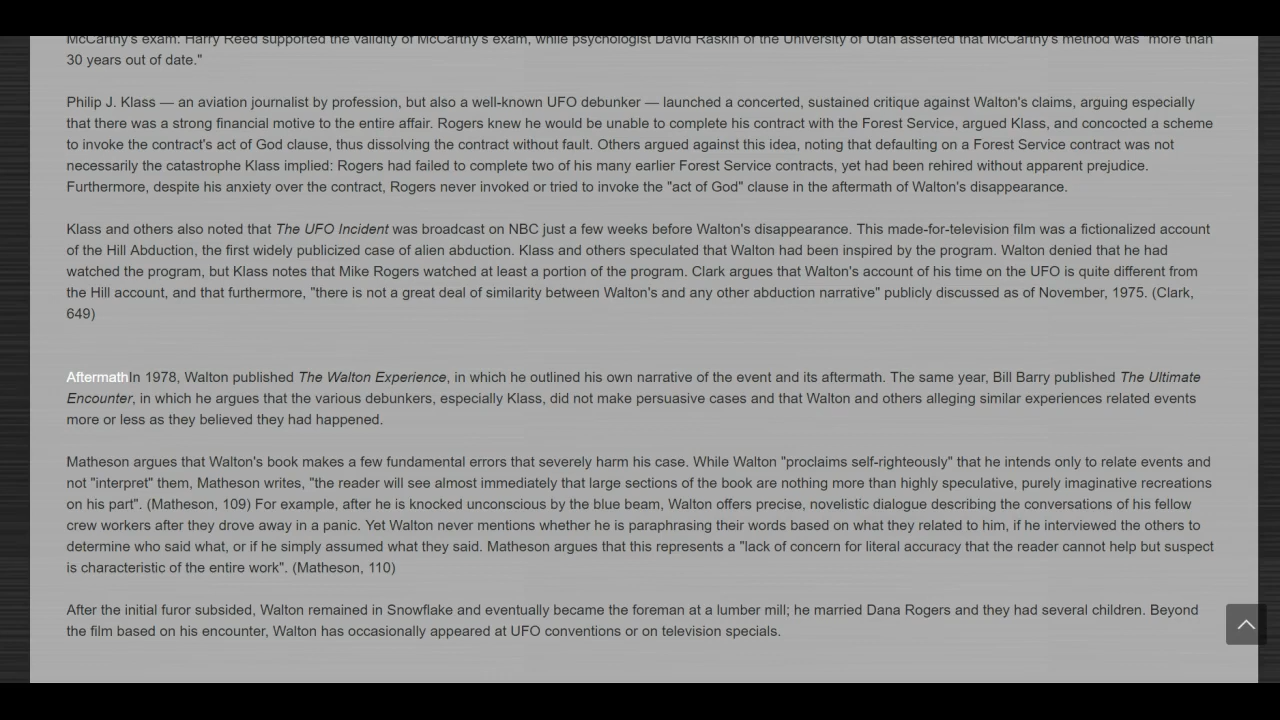 McCarthy's exam: Harry Reed supported the validity of McCarthy's exam, while psychologist David Raskin of the University of Utah asserted that McCarthy's method was "more than
30 years out of date."
Philip J. Klass — an aviation journalist by profession, but also a well-known UFO debunker — launched a concerted, sustained critique against Walton's claims, arguing especially
that there was a strong financial motive to the entire affair. Rogers knew he would be unable to complete his contract with the Forest Service, argued Klass, and concocted a scheme
to invoke the contract's act of God clause, thus dissolving the contract without fault. Others argued against this idea, noting that defaulting on a Forest Service contract was not
necessarily the catastrophe Klass implied: Rogers had failed to complete two of his many earlier Forest Service contracts, yet had been rehired without apparent prejudice.
Furthermore, despite his anxiety over the contract, Rogers never invoked or tried to invoke the "act of God" clause in the aftermath of Walton's disappearance.
Klass and others also noted that The UFO Incident was broadcast on NBC just a few weeks before Walton's disappearance. This made-for-television film was a fictionalized account
of the Hill Abduction, the first widely publicized case of alien abduction. Klass and others speculated that Walton had been inspired by the program. Walton denied that he had
watched the program, but Klass notes that Mike Rogers watched at least a portion of the program. Clark argues that Walton's account of his time on the UFO is quite different from
the Hill account, and that furthermore, "there is not a great deal of similarity between Walton's and any other abduction narrative" publicly discussed as of November, 1975. (Clark,
649)
AftermathIn 1978, Walton published The Walton Experience, in which he outlined his own narrative of the event and its aftermath. The same year, Bill Barry published The Ultimate
Encounter, in which he argues that the various debunkers, especially Klass, did not make persuasive cases and that Walton and others alleging similar experiences related events
more or less as they believed they had happened.
Matheson argues that Walton's book makes a few fundamental errors that severely harm his case. While Walton "proclaims self-righteously" that he intends only to relate events and
not "interpret" them, Matheson writes, "the reader will see almost immediately that large sections of the book are nothing more than highly speculative, purely imaginative recreations
on his part". (Matheson, 109) For example, after he is knocked unconscious by the blue beam, Walton offers precise, novelistic dialogue describing the conversations of his fellow
crew workers after they drove away in a panic. Yet Walton never mentions whether he is paraphrasing their words based on what they related to him, if he interviewed the others to
determine who said what, or if he simply assumed what they said. Matheson argues that this represents a "lack of concern for literal accuracy that the reader cannot help but suspect
is characteristic of the entire work". (Matheson, 110)
After the initial furor subsided, Walton remained in Snowflake and eventually became the foreman at a lumber mill; he married Dana Rogers and they had several children. Beyond
the film based on his encounter, Walton has occasionally appeared at UFO conventions or on television specials.